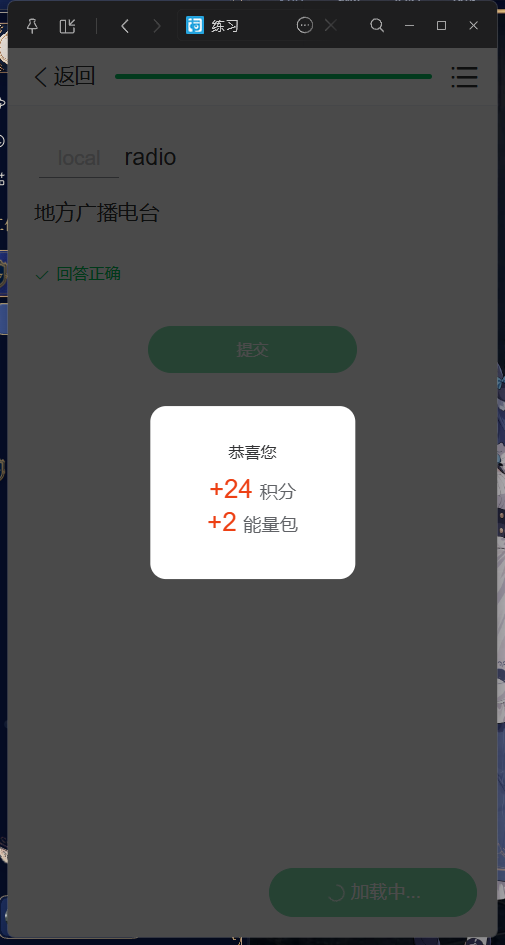 练习
返回
local radio
地方广播电台
回答正确
提交
恭喜您
+24 积分
+2 能量包
加载中...